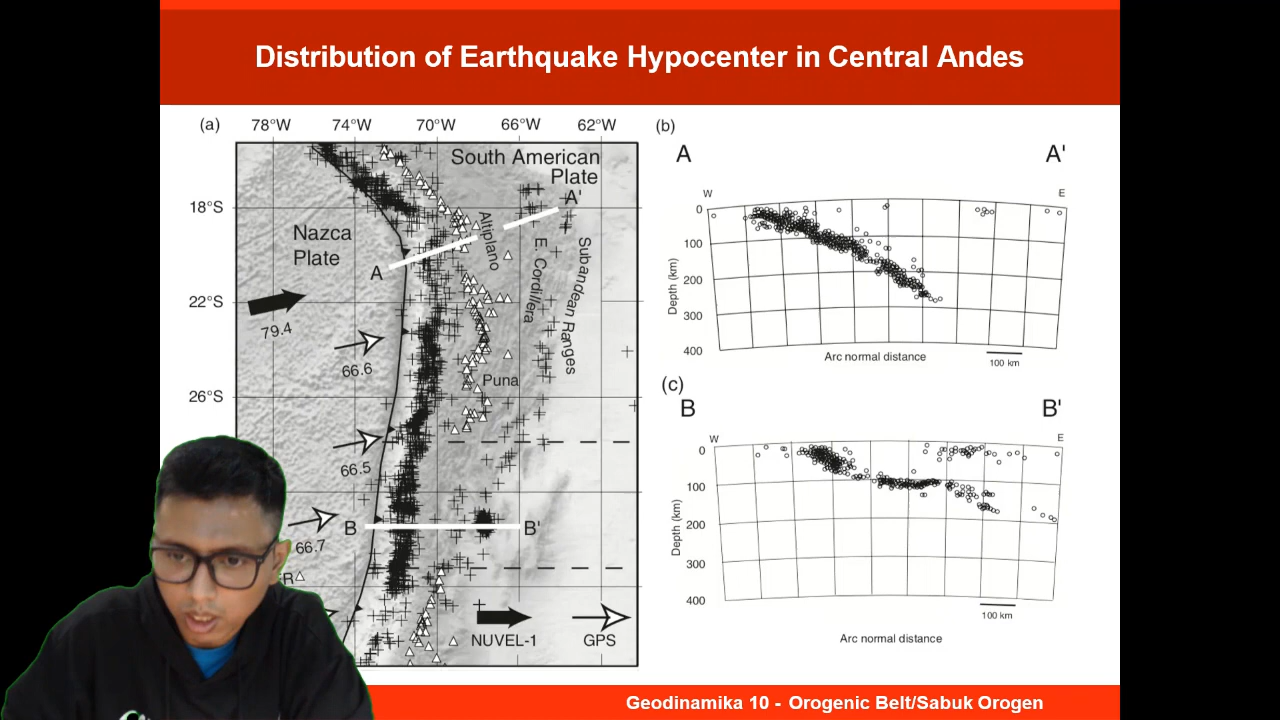 Distribution of Earthquake Hypocenter in Central Andes
(a)
78°W 74°W 70°W 66°W 62°W
South American
Plate
A'
18°S
Nazca
Plate
A
Altiplano
E. Cordillera
Subandean Ranges
22°S
79.4
66.6
Puna
26°S
66.5
B B'
66.7
R
NUVEL-1 GPS
(b)
A A'
W E
0
100
200
300
400
Depth (km)
Arc normal distance
100 km
(c)
B B'
W E
0
100
200
300
400
Depth (km)
100 km
Arc normal distance
Geodinamika 10 - Orogenic Belt/Sabuk Orogen